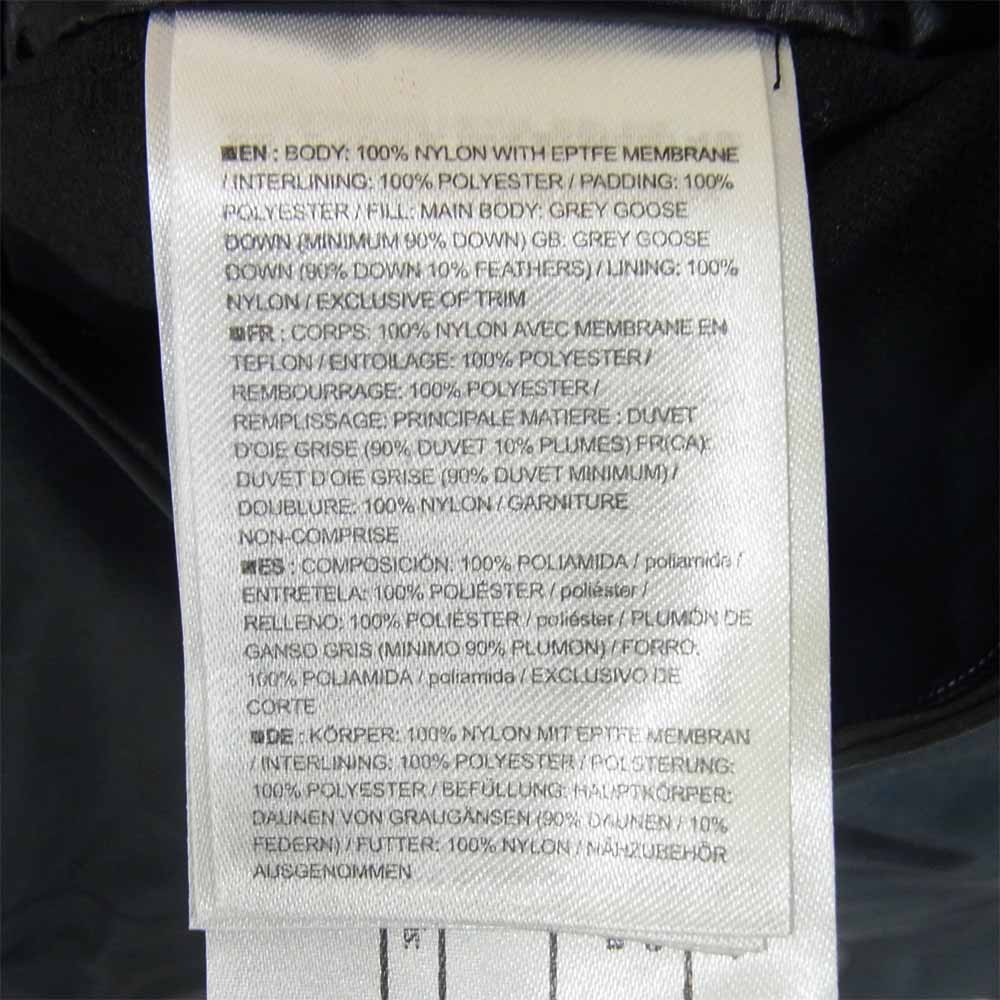 EN : BODY: 100% NYLON WITH EPTFE MEMBRANE
/ INTERLINING: 100% POLYESTER / PADDING: 100%
POLYESTER / FILL: MAIN BODY: GREY GOOSE
DOWN (MINIMUM 90% DOWN) GB: GREY GOOSE
DOWN (90% DOWN 10% FEATHERS) / LINING: 100%
NYLON / EXCLUSIVE OF TRIM
FR : CORPS: 100% NYLON AVEC MEMBRANE EN
TEFLON / ENTOILAGE: 100% POLYESTER /
REMBOURRAGE: 100% POLYESTER /
REMPLISSAGE: PRINCIPALE MATIERE : DUVET
D'OIE GRISE (90% DUVET 10% PLUMES) FR(CA):
DUVET D'OIE GRISE (90% DUVET MINIMUM) /
DOUBLURE: 100% NYLON / GARNITURE
NON-COMPRISE
ES : COMPOSICIÓN: 100% POLIAMIDA / poliamida /
ENTRETELA: 100% POLIÉSTER / poliéster /
RELLENO: 100% POLIÉSTER / poliéster / PLUMÓN DE
GANSO GRIS (MINIMO 90% PLUMON) / FORRO:
100% POLIAMIDA / poliamida / EXCLUSIVO DE
CORTE
DE : KÖRPER: 100% NYLON MIT EPTFE MEMBRAN
/ INTERLINING: 100% POLYESTER / POLSTERUNG:
100% POLYESTER / BEFÜLLUNG: HAUPTKÖRPER:
DAUNEN VON GRAUGÄNSEN (90% DAUNEN / 10%
FEDERN) / FUTTER: 100% NYLON / NÄHZUBEHÖR
AUSGENOMMEN